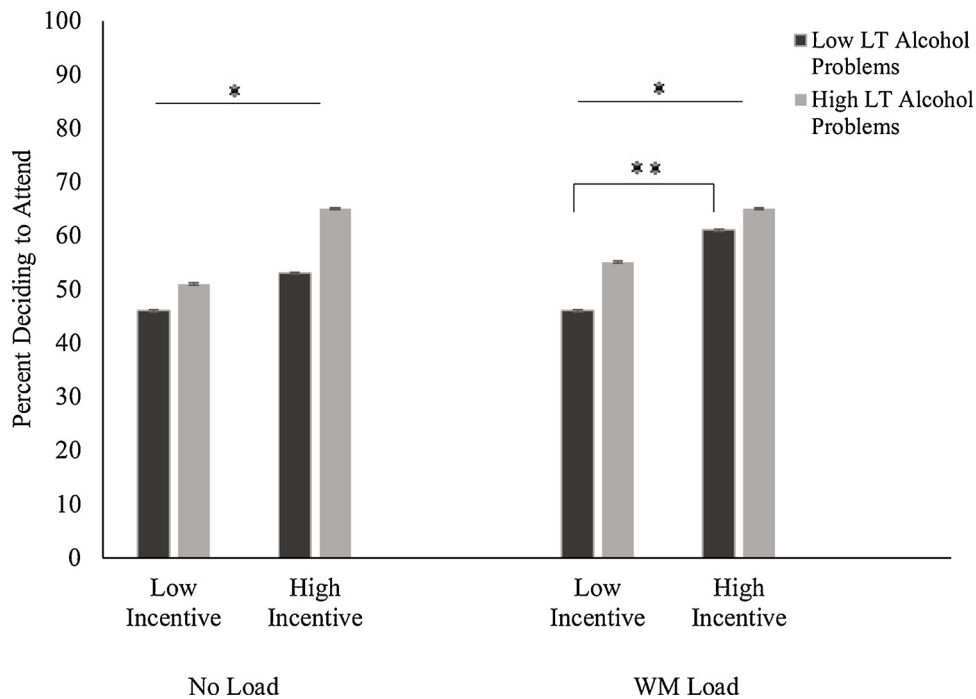 100
90
80
70
60
50
40
30
20
10
0
Percent Deciding to Attend
Low LT Alcohol
Problems
High LT Alcohol
Problems
*
*
**
Low
Incentive
High
Incentive
Low
Incentive
High
Incentive
No Load
WM Load